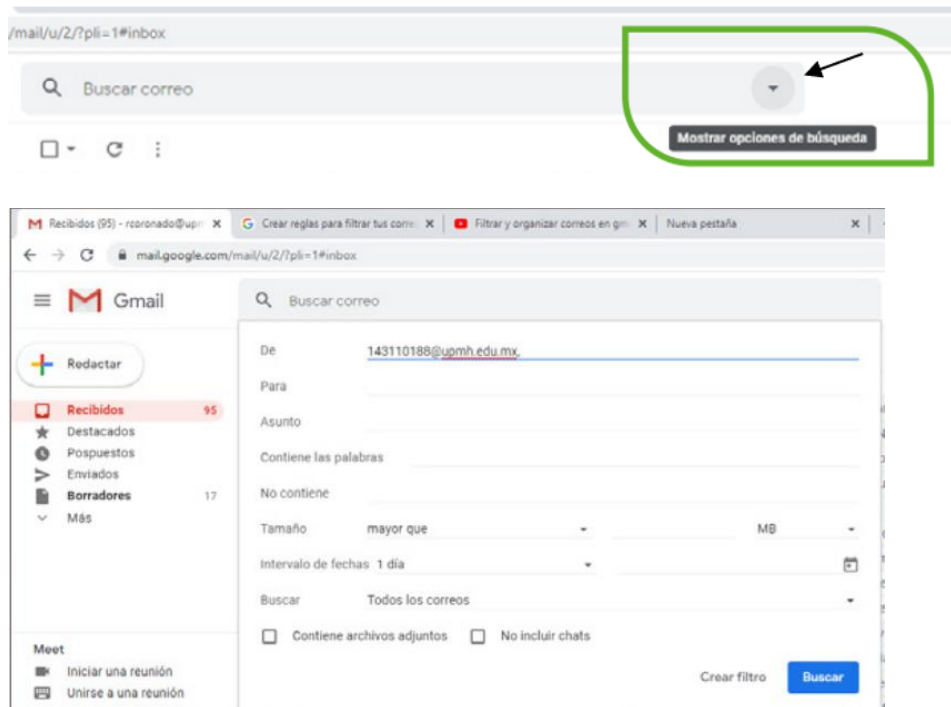 /mail/u/2/?pli=1#inbox
Buscar correo
Mostrar opciones de búsqueda
Recibidos (95) - rcoronado@upm
Crear reglas para filtrar tus corre
Filtrar y organizar correos en gm
Nueva pestaña
mail.google.com/mail/u/2/?pli=1#inbox
Gmail
Buscar correo
Redactar
Recibidos 95
Destacados
Pospuestos
Enviados
Borradores 17
Más
Meet
Iniciar una reunión
Unirse a una reunión
De 143110188@upmh.edu.mx,
Para
Asunto
Contiene las palabras
No contiene
Tamaño mayor que MB
Intervalo de fechas 1 día
Buscar Todos los correos
Contiene archivos adjuntos No incluir chats
Crear filtro Buscar